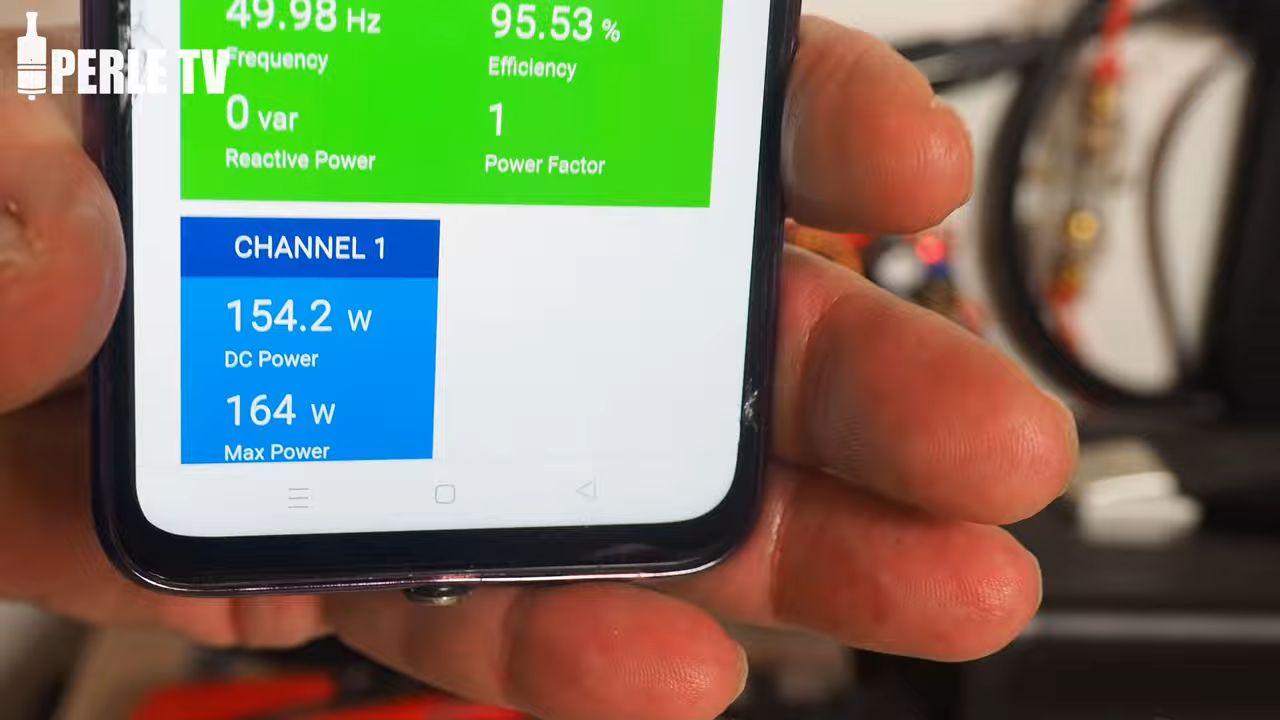 PERLE TV
49.98 Hz
Frequency
95.53 %
Efficiency
0 var
Reactive Power
1
Power Factor
CHANNEL 1
154.2 W
DC Power
164 W
Max Power